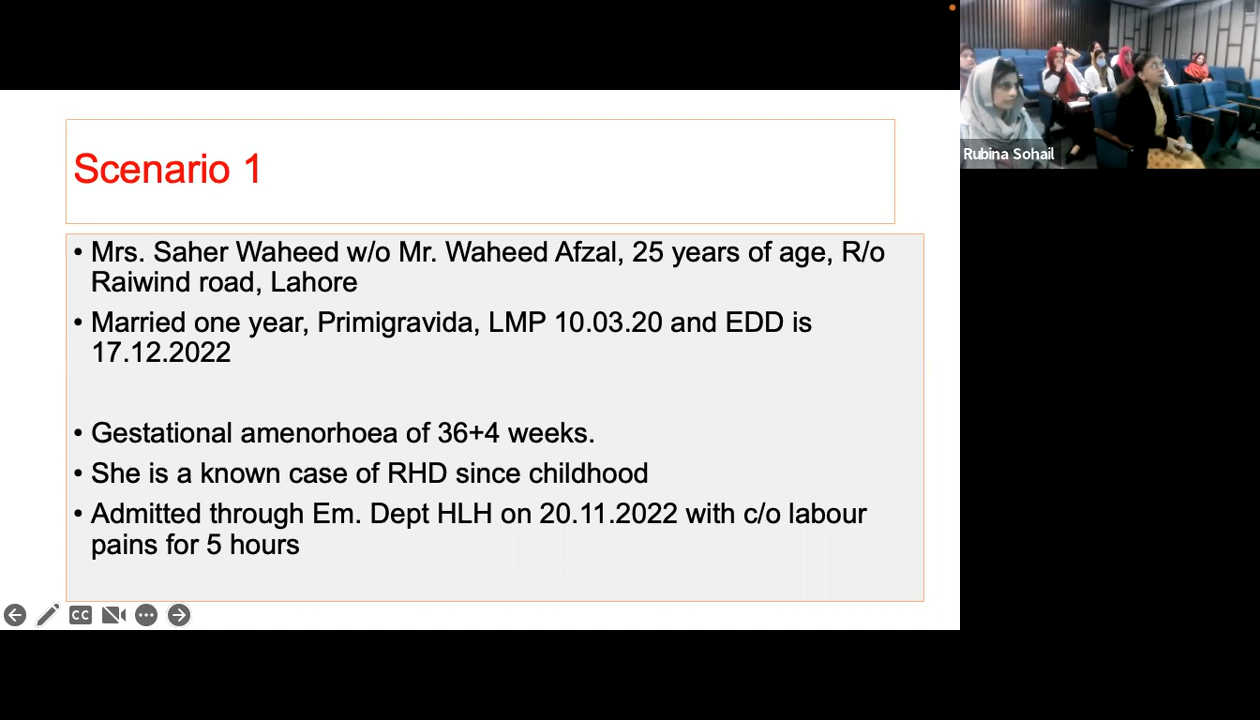 Scenario 1
• Mrs. Saher Waheed w/o Mr. Waheed Afzal, 25 years of age, R/o
Raiwind road, Lahore
• Married one year, Primigravida, LMP 10.03.20 and EDD is
17.12.2022
• Gestational amenorhoea of 36+4 weeks.
• She is a known case of RHD since childhood
• Admitted through Em. Dept HLH on 20.11.2022 with c/o labour
pains for 5 hours
CC
Rubina Sohail